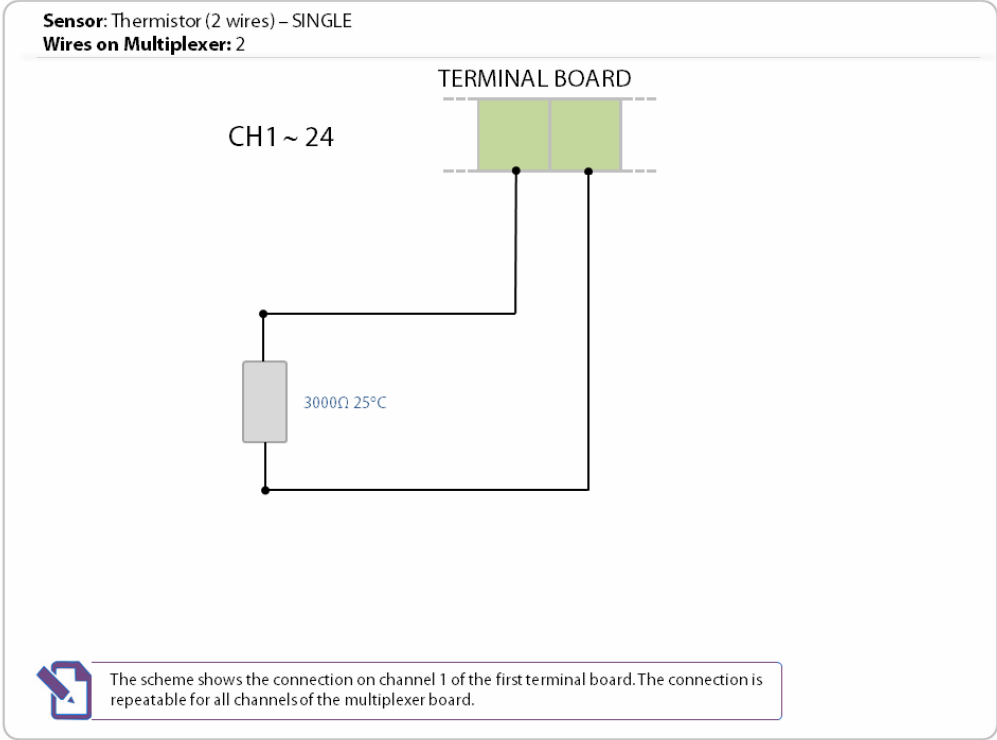 Sensor: Thermistor (2 wires) – SINGLE
Wires on Multiplexer: 2
TERMINAL BOARD
CH1 ~ 24
3000Ω 25°C
The scheme shows the connection on channel 1 of the first terminal board. The connection is
repeatable for all channels of the multiplexer board.